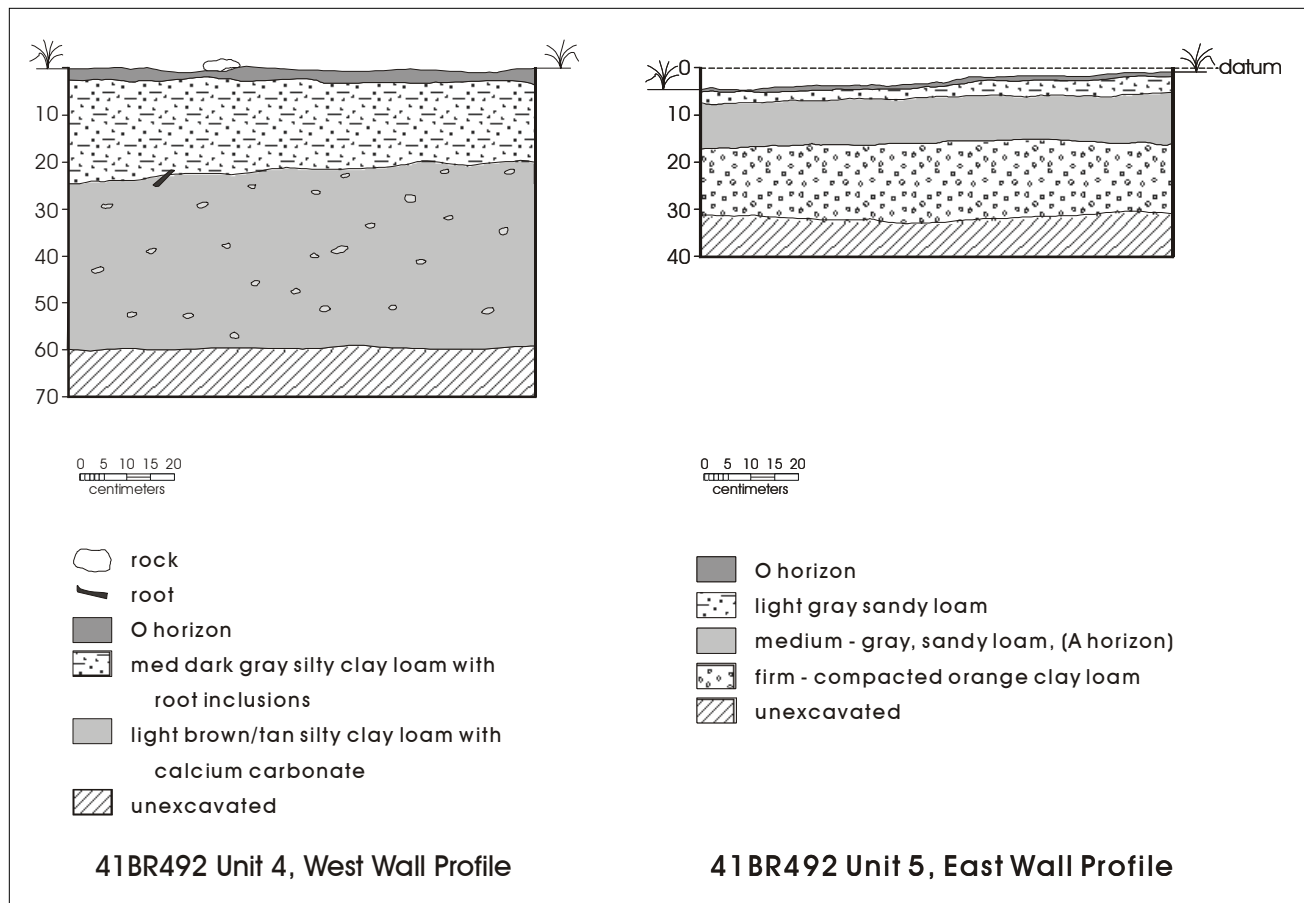 10
20
30
40
50
60
70
0 5 10 15 20
centimeters
rock
root
O horizon
med dark gray silty clay loam with
root inclusions
light brown/tan silty clay loam with
calcium carbonate
unexcavated
41BR492 Unit 4, West Wall Profile
0
datum
10
20
30
40
0 5 10 15 20
centimeters
O horizon
light gray sandy loam
medium - gray, sandy loam, (A horizon)
firm - compacted orange clay loam
unexcavated
41BR492 Unit 5, East Wall Profile